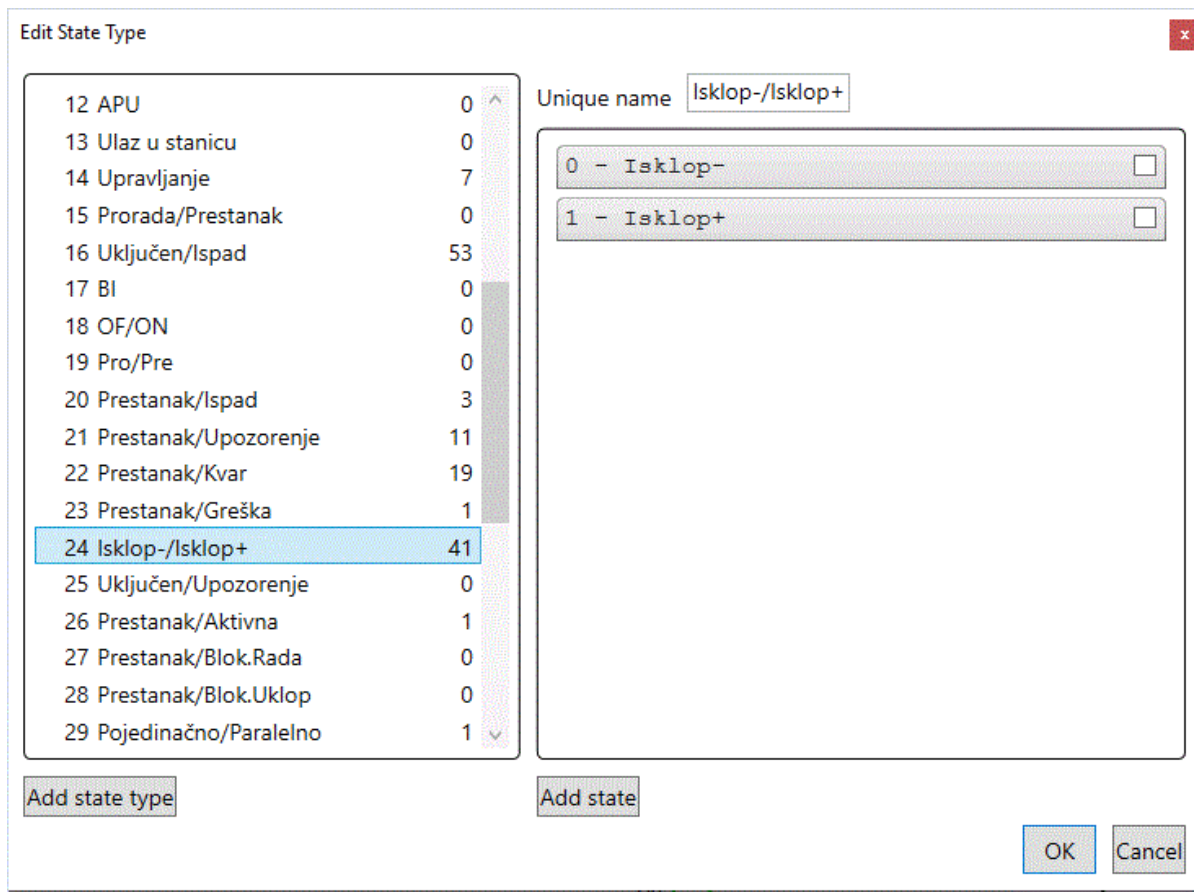 Edit State Type
x
12 APU 0
13 Ulaz u stanicu 0
14 Upravljanje 7
15 Prorada/Prestanak 0
16 Uključen/Ispad 53
17 BI 0
18 OF/ON 0
19 Pro/Pre 0
20 Prestanak/Ispad 3
21 Prestanak/Upozorenje 11
22 Prestanak/Kvar 19
23 Prestanak/Greška 1
24 Isklop-/Isklop+ 41
25 Uključen/Upozorenje 0
26 Prestanak/Aktivna 1
27 Prestanak/Blok.Rada 0
28 Prestanak/Blok.Uklop 0
29 Pojedinačno/Paralelno 1
Add state type
Unique name Isklop-/Isklop+
0 - Isklop-
1 - Isklop+
Add state
OK Cancel